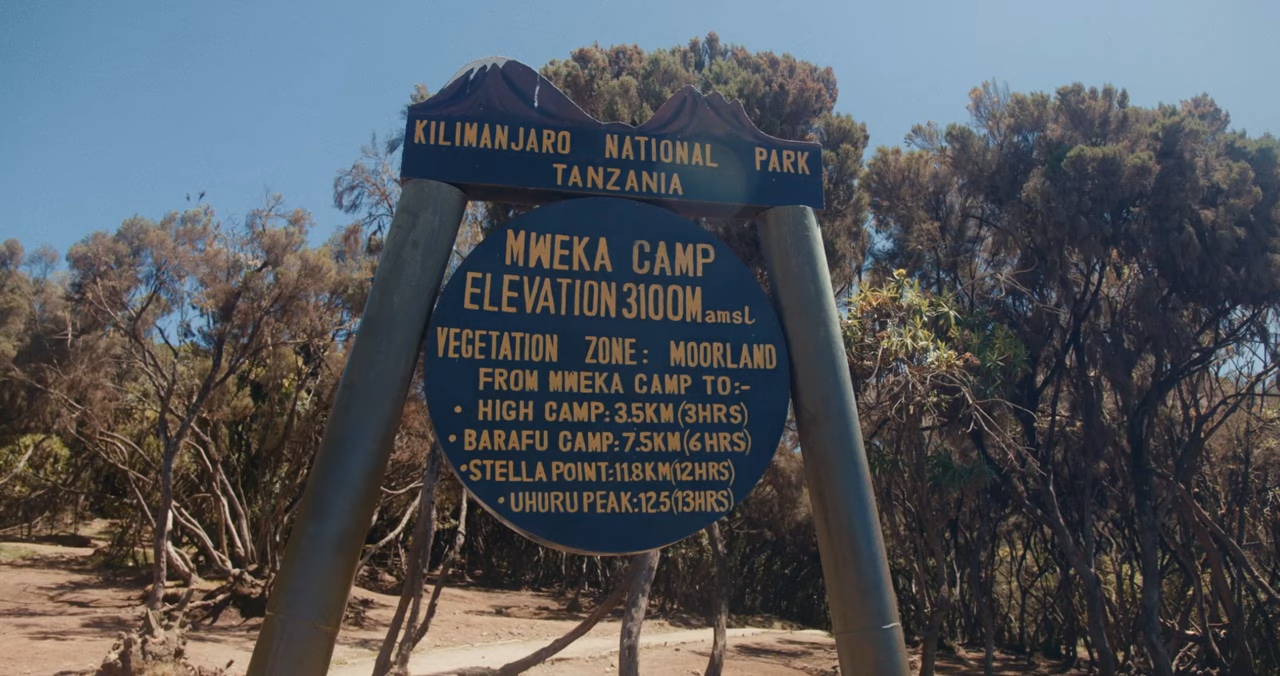 KILIMANJARO NATIONAL PARK
TANZANIA
MWEKA CAMP
ELEVATION 3100M amsl
VEGETATION ZONE: MOORLAND
FROM MWEKA CAMP TO:-
• HIGH CAMP: 3.5KM (3HRS)
• BARAFU CAMP: 7.5KM (6HRS)
• STELLA POINT: 11.8KM (12HRS)
• UHURU PEAK: 12.5 (13HRS)